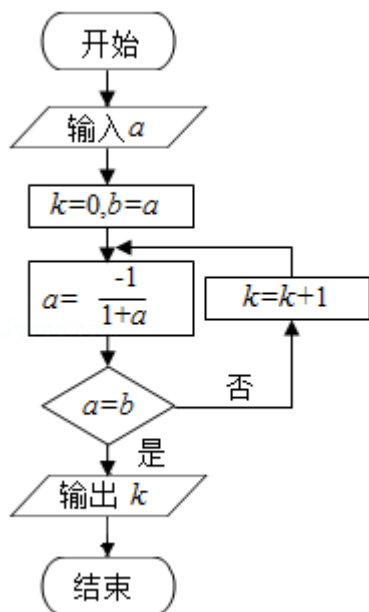 开始
输入a
k=0,b=a
a= -1/1+a
k=k+1
a=b
否
是
输出 k
结束